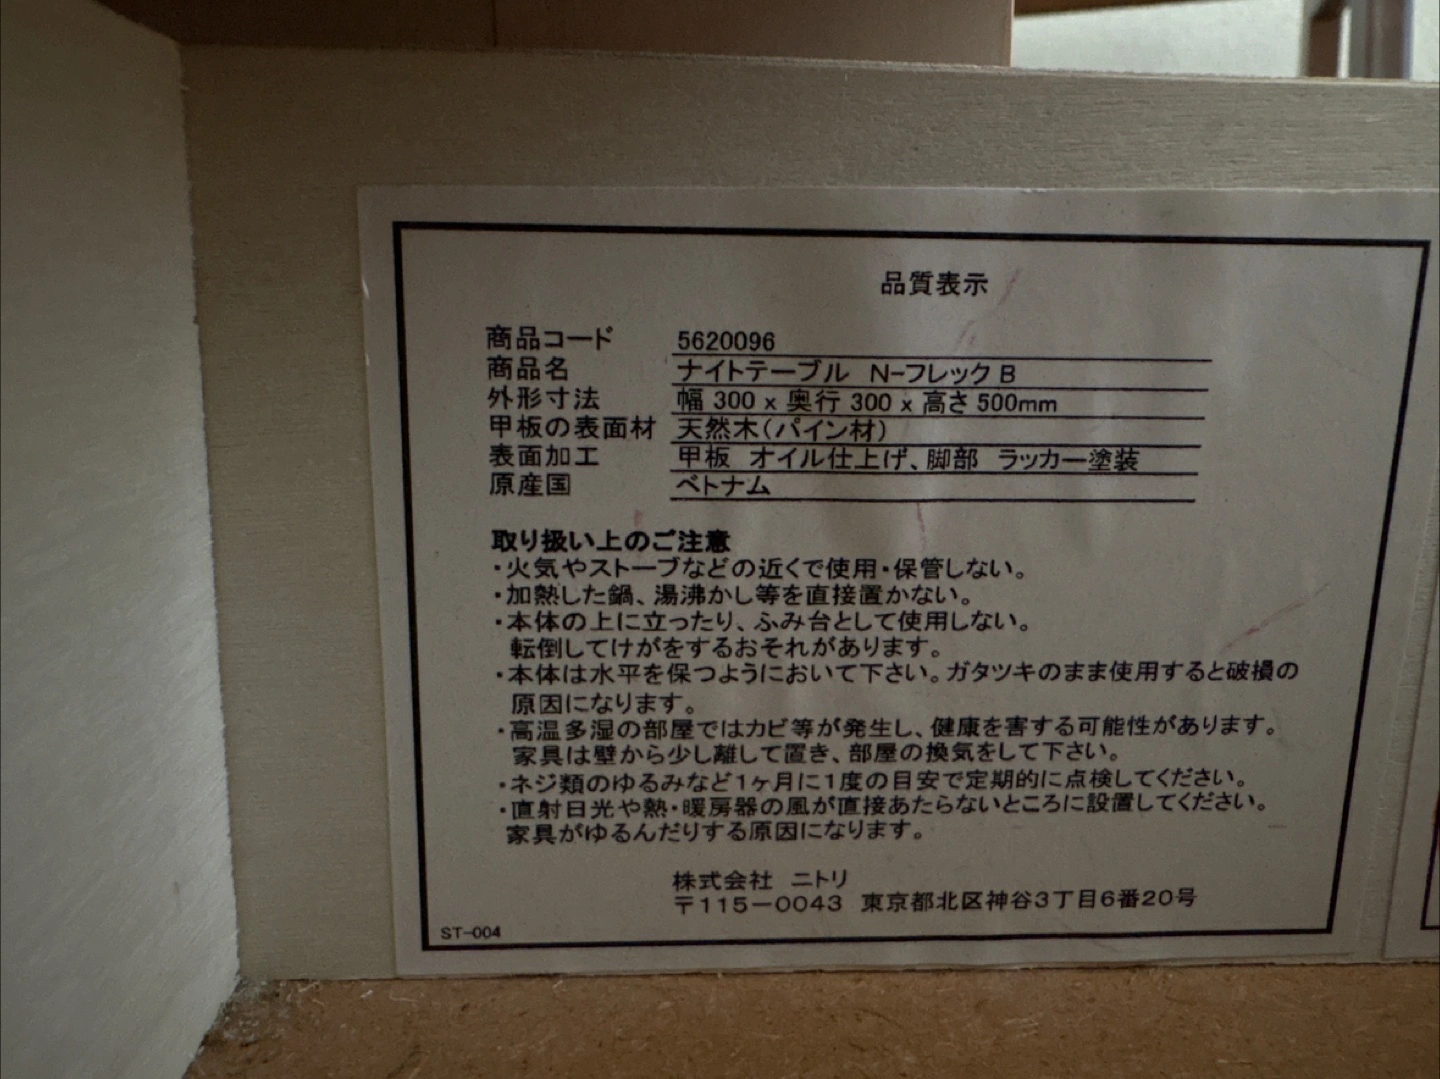 品質表示
商品コード 5620096
商品名 ナイトテーブル N-フレック B
外形寸法 幅 300 x 奥行 300 x 高さ 500mm
甲板の表面材 天然木(パイン材)
表面加工 甲板 オイル仕上げ、脚部 ラッカー塗装
原産国 ベトナム
取り扱い上のご注意
・火気やストーブなどの近くで使用・保管しない。
・加熱した鍋、湯沸かし等を直接置かない。
・本体の上に立ったり、ふみ台として使用しない。
転倒してけがをするおそれがあります。
・本体は水平を保つようにおいて下さい。ガタツキのまま使用すると破損の
原因になります。
・高温多湿の部屋ではカビ等が発生し、健康を害する可能性があります。
家具は壁から少し離して置き、部屋の換気をして下さい。
・ネジ類のゆるみなど1ヶ月に1度の目安で定期的に点検してください。
・直射日光や熱・暖房器の風が直接あたらないところに設置してください。
家具がゆるんだりする原因になります。
株式会社 ニトリ
〒115-0043 東京都北区神谷3丁目6番20号
ST-004